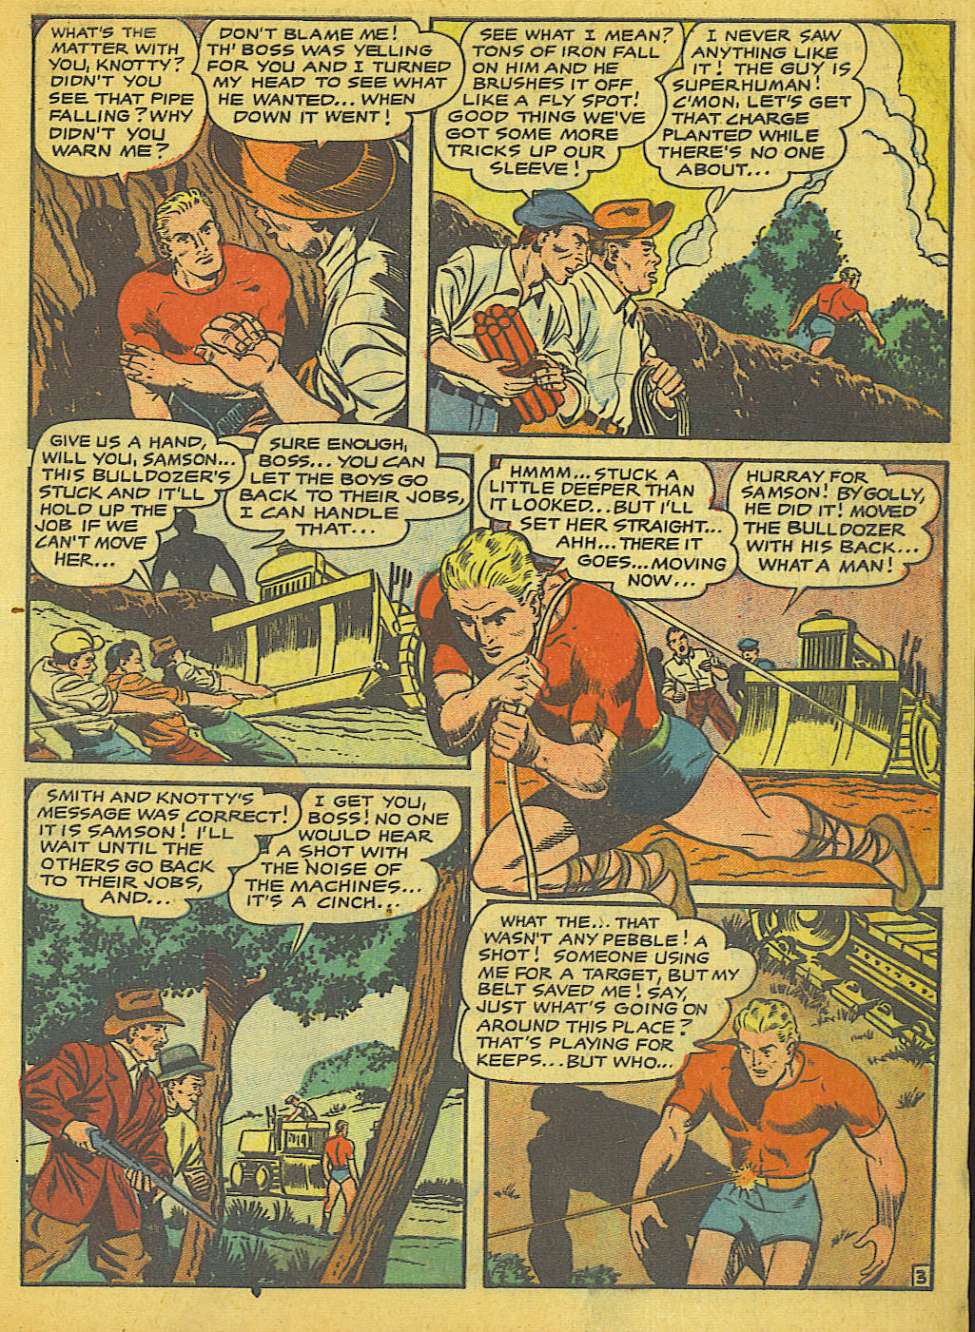 WHAT'S THE
MATTER WITH
YOU, KNOTTY?
DIDN'T YOU
SEE THAT PIPE
FALLING? WHY
DIDN'T YOU
WARN ME?
DON'T BLAME ME!
TH' BOSS WAS YELLING
FOR YOU AND I TURNED
MY HEAD TO SEE WHAT
HE WANTED... WHEN
DOWN IT WENT!
SEE WHAT I MEAN?
TONS OF IRON FALL
ON HIM AND HE
BRUSHES IT OFF
LIKE A FLY SPOT!
GOOD THING WE'VE
GOT SOME MORE
TRICKS UP OUR
SLEEVE!
I NEVER SAW
ANYTHING LIKE
IT! THE GUY IS
SUPERHUMAN!
C'MON, LET'S GET
THAT CHARGE
PLANTED WHILE
THERE'S NO ONE
ABOUT...
GIVE US A HAND,
WILL YOU, SAMSON...
THIS BULLDOZER'S
STUCK AND IT'LL
HOLD UP THE
JOB IF WE
CAN'T MOVE
HER...
SURE ENOUGH,
BOSS... YOU CAN
LET THE BOYS GO
BACK TO THEIR JOBS,
I CAN HANDLE
THAT...
HMMM... STUCK A
LITTLE DEEPER THAN
IT LOOKED... BUT I'LL
SET HER STRAIGHT...
AHH... THERE IT
GOES... MOVING
NOW...
HURRAY FOR
SAMSON! BY GOLLY,
HE DID IT! MOVED
THE BULLDOZER
WITH HIS BACK...
WHAT A MAN!
SMITH AND KNOTTY'S
MESSAGE WAS CORRECT!
IT IS SAMSON! I'LL
WAIT UNTIL THE
OTHERS GO BACK
TO THEIR JOBS,
AND...
I GET YOU,
BOSS! NO ONE
WOULD HEAR
A SHOT WITH
THE NOISE OF
THE MACHINES...
IT'S A CINCH...
WHAT THE... THAT
WASN'T ANY PEBBLE! A
SHOT! SOMEONE USING
ME FOR A TARGET, BUT MY
BELT SAVED ME! SAY,
JUST WHAT'S GOING ON
AROUND THIS PLACE?
THAT'S PLAYING FOR
KEEPS... BUT WHO...
3